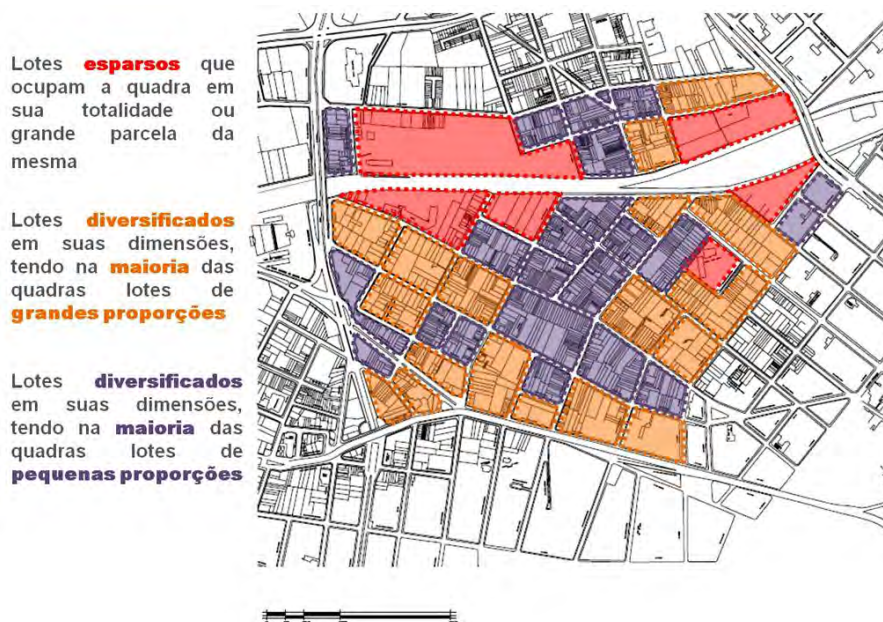 Lotes esparsos que
ocupam a quadra em
sua totalidade ou
grande parcela da
mesma
Lotes diversificados
em suas dimensões,
tendo na maioria das
quadras lotes de
grandes proporções
Lotes diversificados
em suas dimensões,
tendo na maioria das
quadras lotes de
pequenas proporções